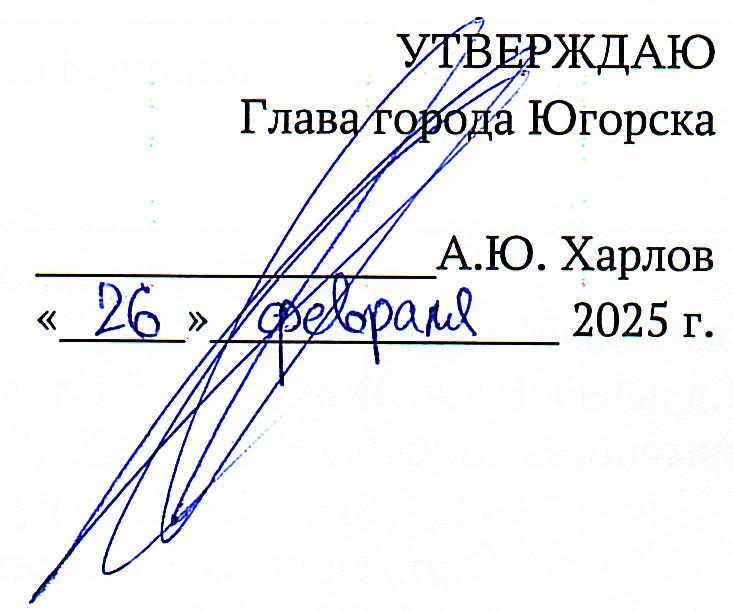 УТВЕРЖДАЮ
Глава города Югорска
А.Ю. Харлов
« 26 » февраля 2025 г.